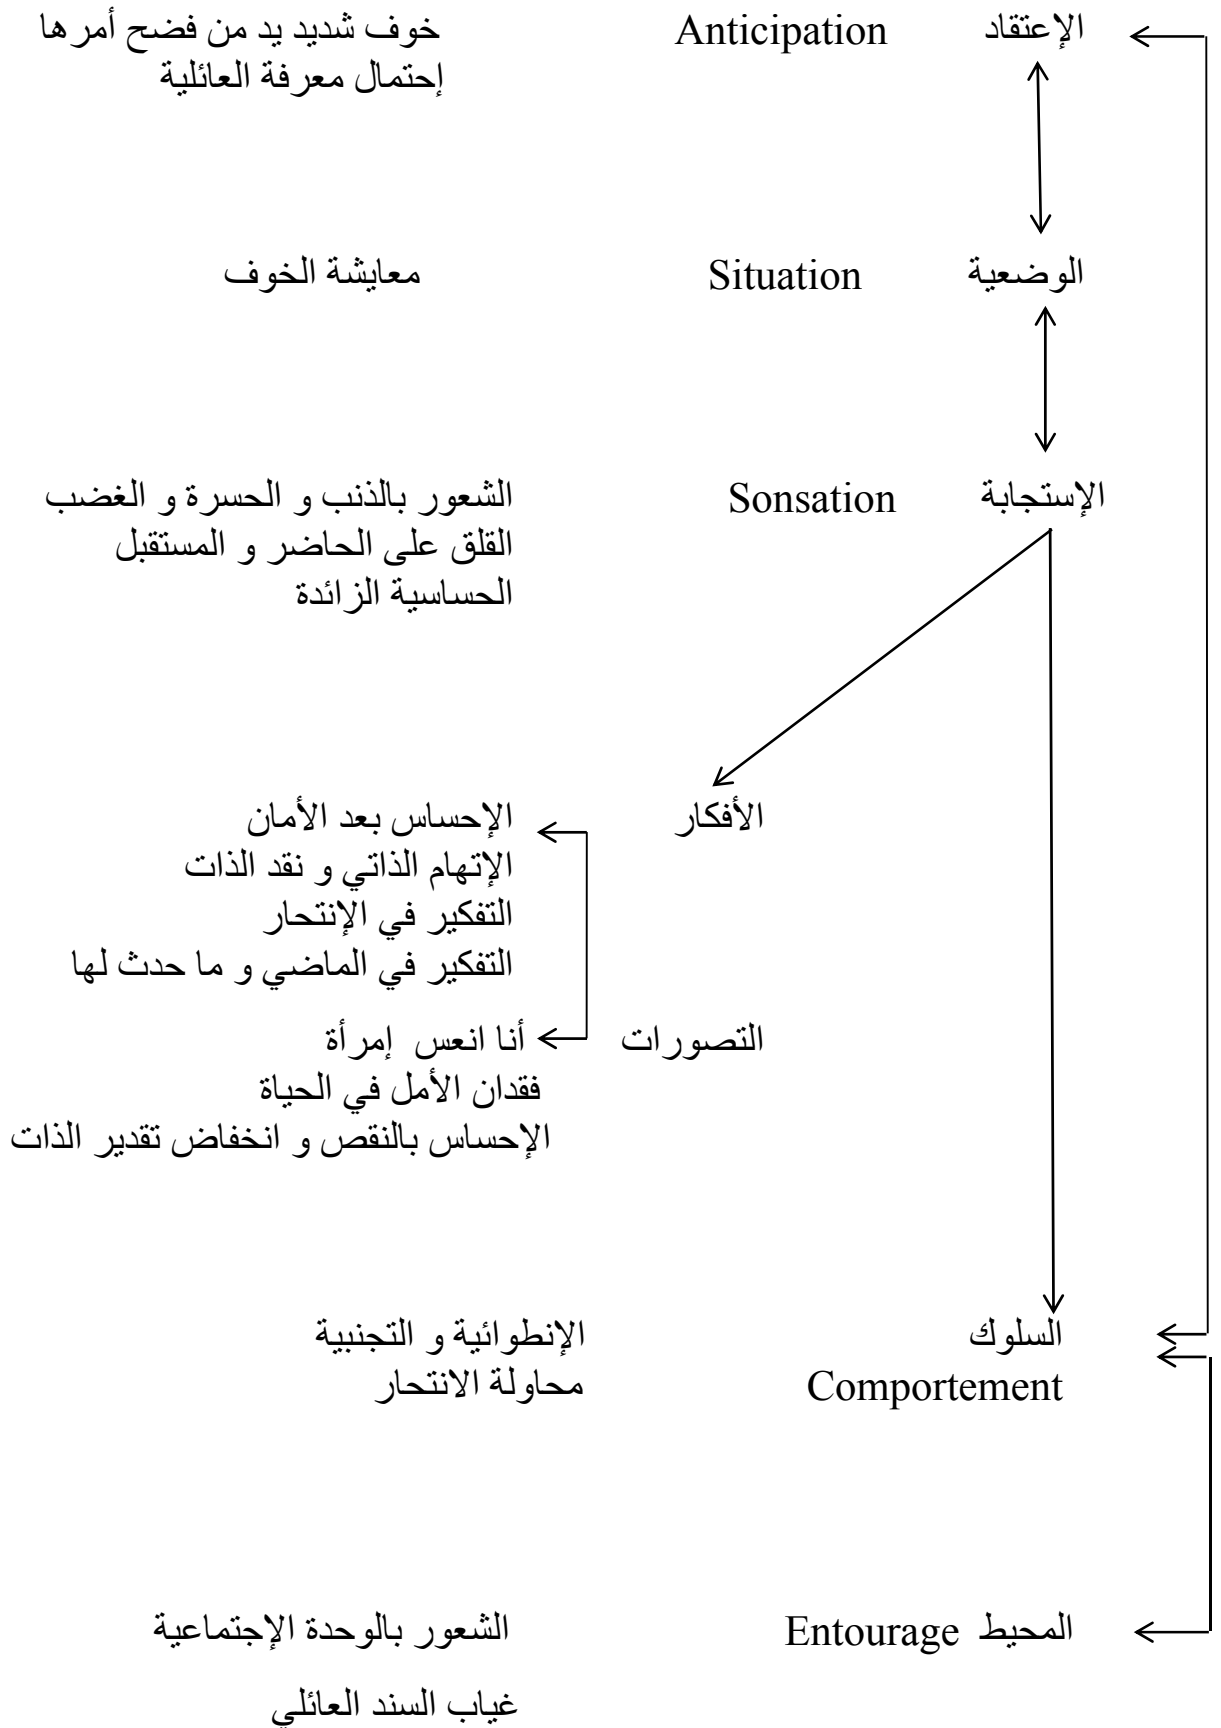 الإعتقاد Anticipation خوف شديد يد من فضح أمرها
إحتمال معرفة العائلية
الوضعية Situation معايشة الخوف
الإستجابة Sonsation الشعور بالذنب و الحسرة و الغضب
القلق على الحاضر و المستقبل
الحساسية الزائدة
الأفكار الإحساس بعد الأمان
الإتهام الذاتي و نقد الذات
التفكير في الإنتحار
التفكير في الماضي و ما حدث لها
التصورات أنا انعس إمرأة
فقدان الأمل في الحياة
الإحساس بالنقص و انخفاض تقدير الذات
السلوك الإنطوائية و التجنبية
Comportement محاولة الانتحار
المحيط Entourage الشعور بالوحدة الإجتماعية
غياب السند العائلي